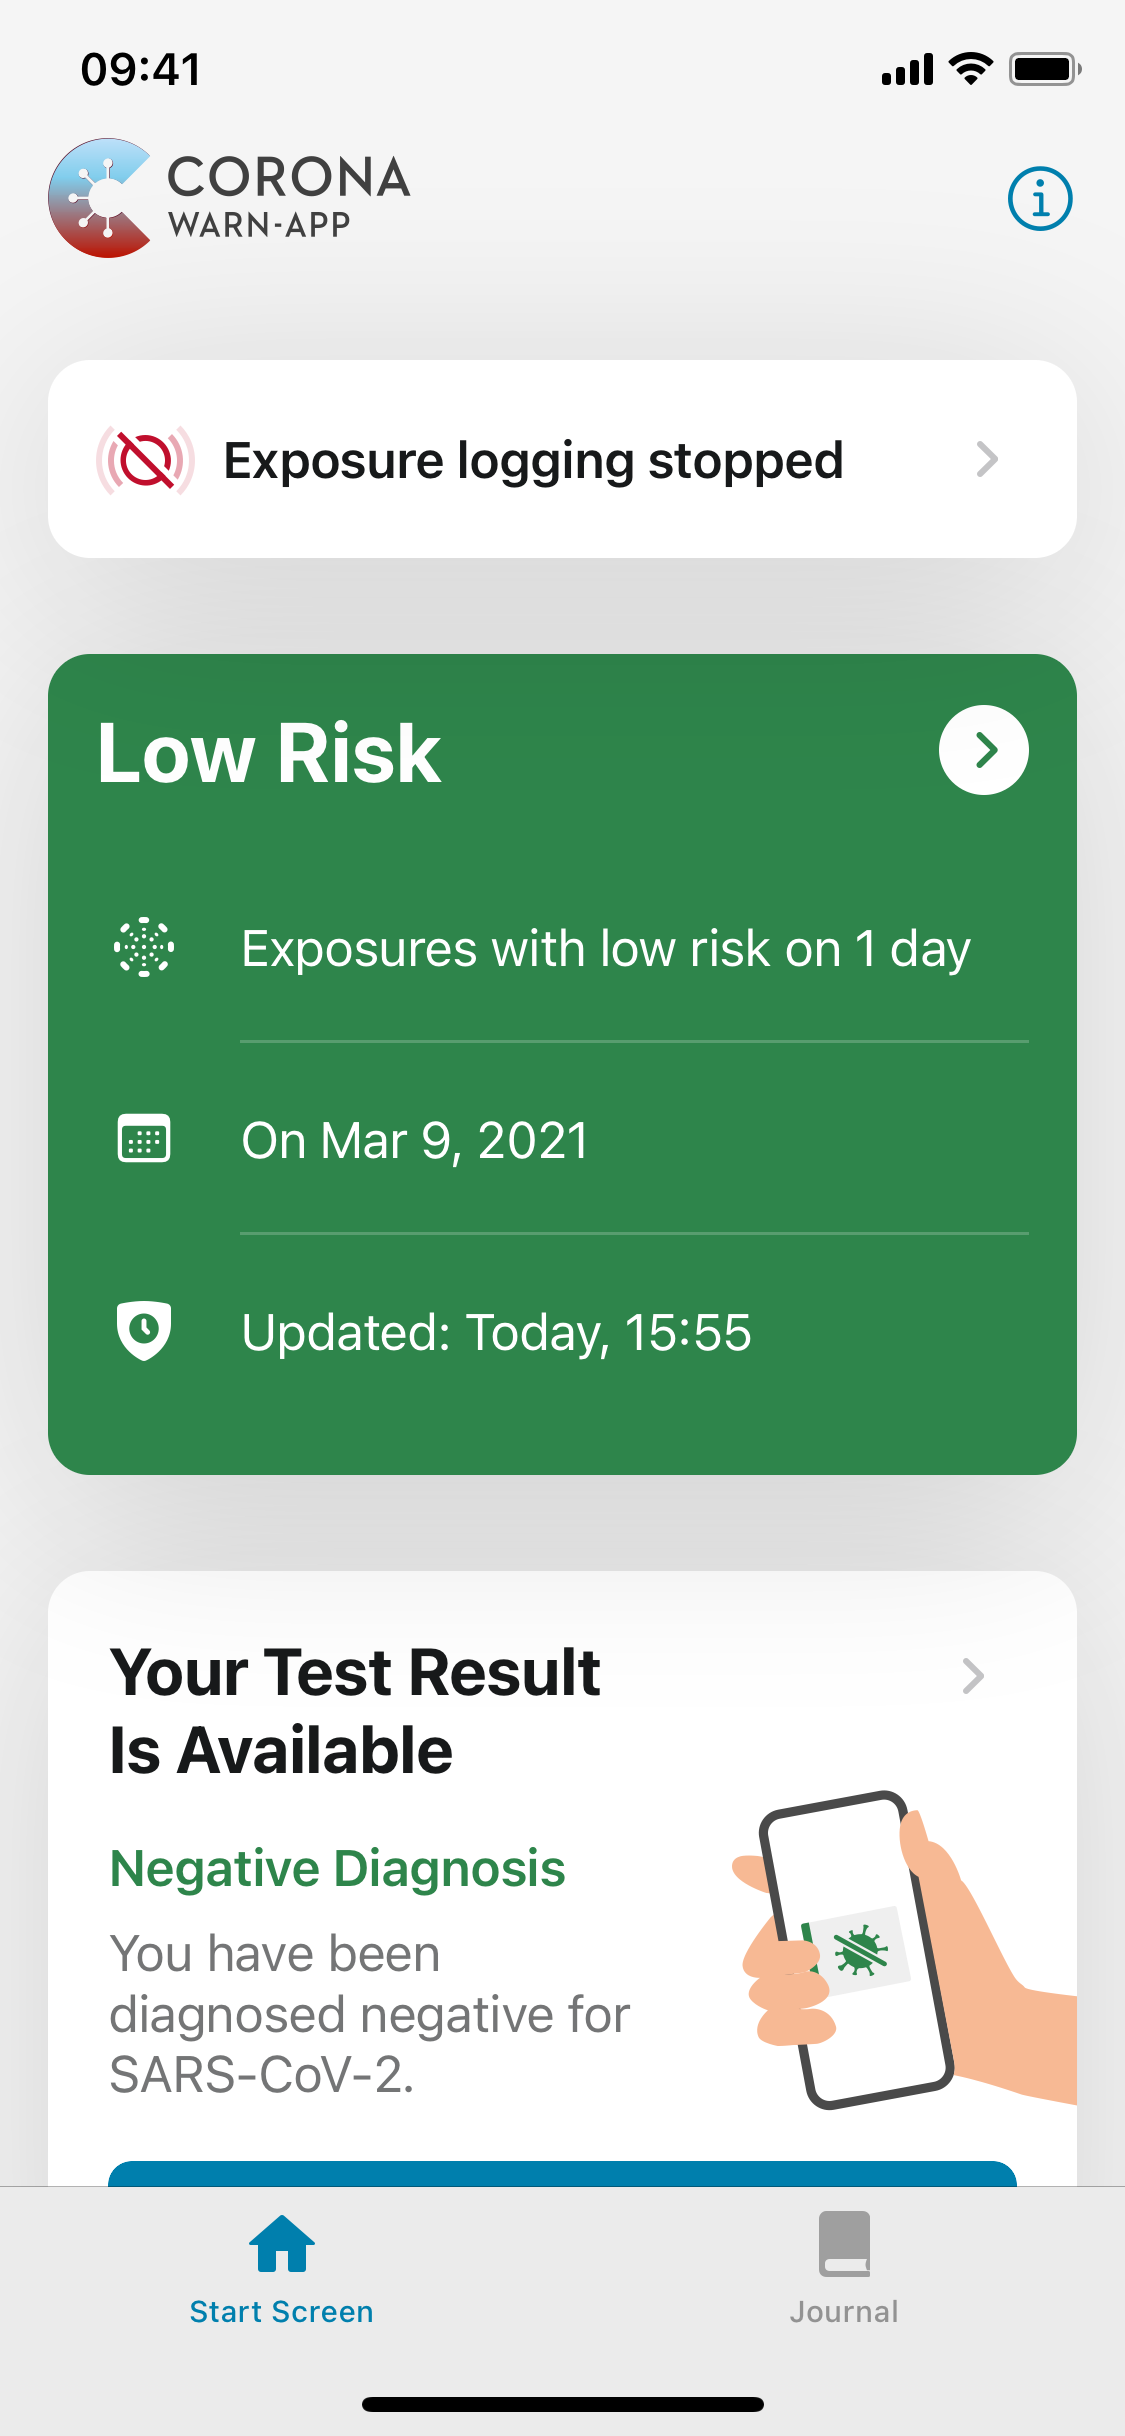 09:41
CORONA
WARN-APP
Exposure logging stopped
Low Risk
Exposures with low risk on 1 day
On Mar 9, 2021
Updated: Today, 15:55
Your Test Result
Is Available
Negative Diagnosis
You have been
diagnosed negative for
SARS-CoV-2.
Start Screen
Journal